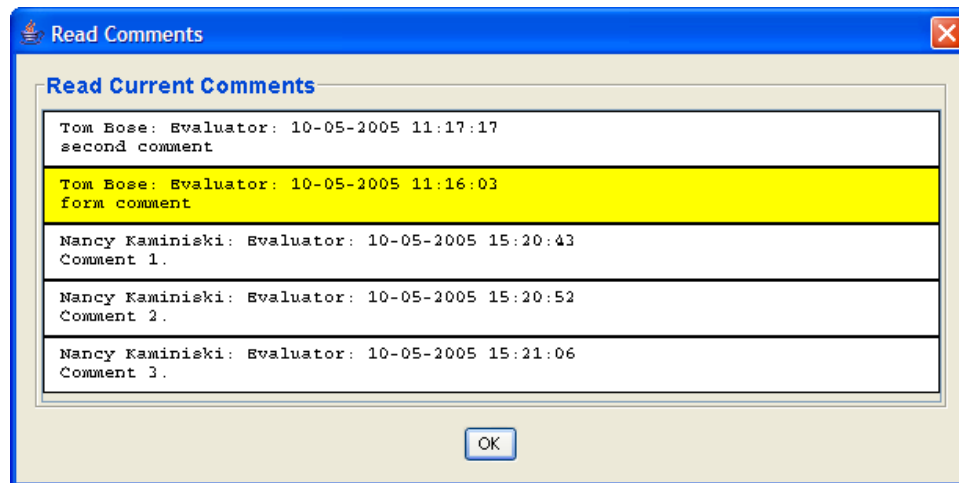 Read Comments
Read Current Comments
Tom Bose: Evaluator: 10-05-2005 11:17:17
second comment
Tom Bose: Evaluator: 10-05-2005 11:16:03
form comment
Nancy Kaminiski: Evaluator: 10-05-2005 15:20:43
Comment 1.
Nancy Kaminiski: Evaluator: 10-05-2005 15:20:52
Comment 2.
Nancy Kaminiski: Evaluator: 10-05-2005 15:21:06
Comment 3.
OK